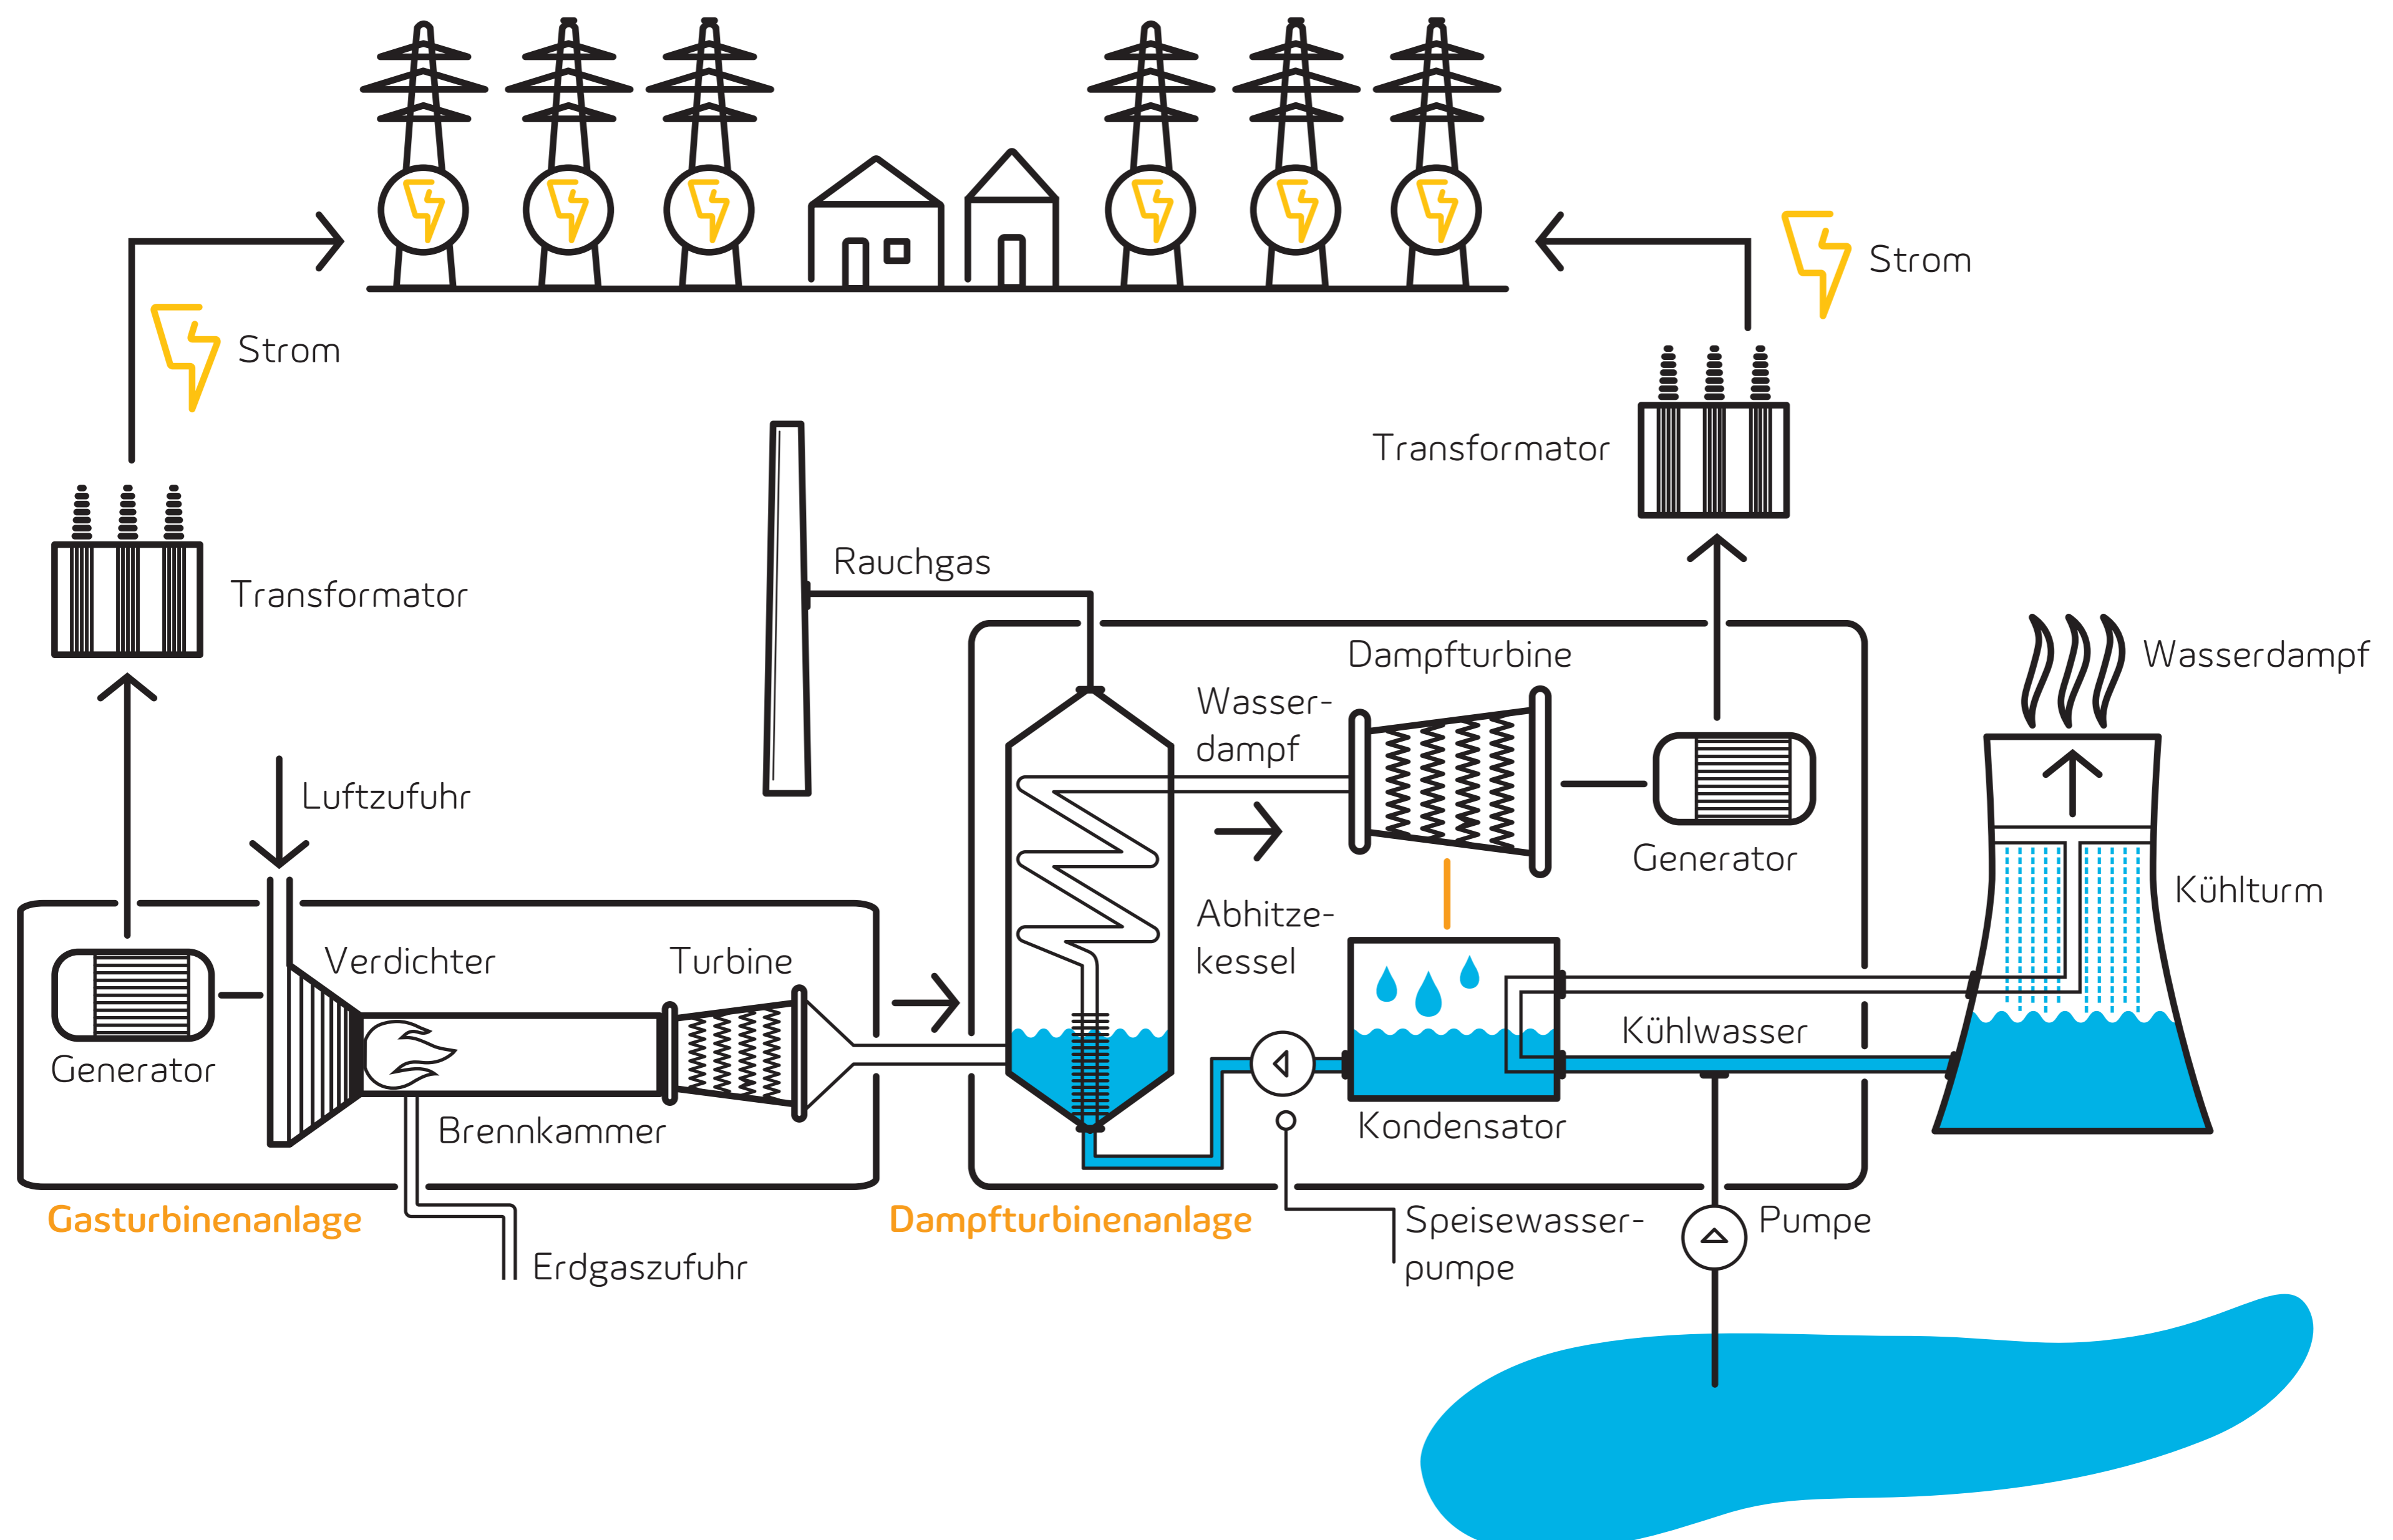 Strom
Strom
Transformator
Rauchgas
Transformator
Dampfturbine
Wasserdampf
Wasser-
dampf
Luftzufuhr
Generator
Kühlturm
Abhitze-
kessel
Verdichter
Turbine
Kühlwasser
Generator
Brennkammer
Kondensator
Gasturbinenanlage
Dampfturbinenanlage
Speisewasser-
pumpe
Pumpe
Erdgaszufuhr